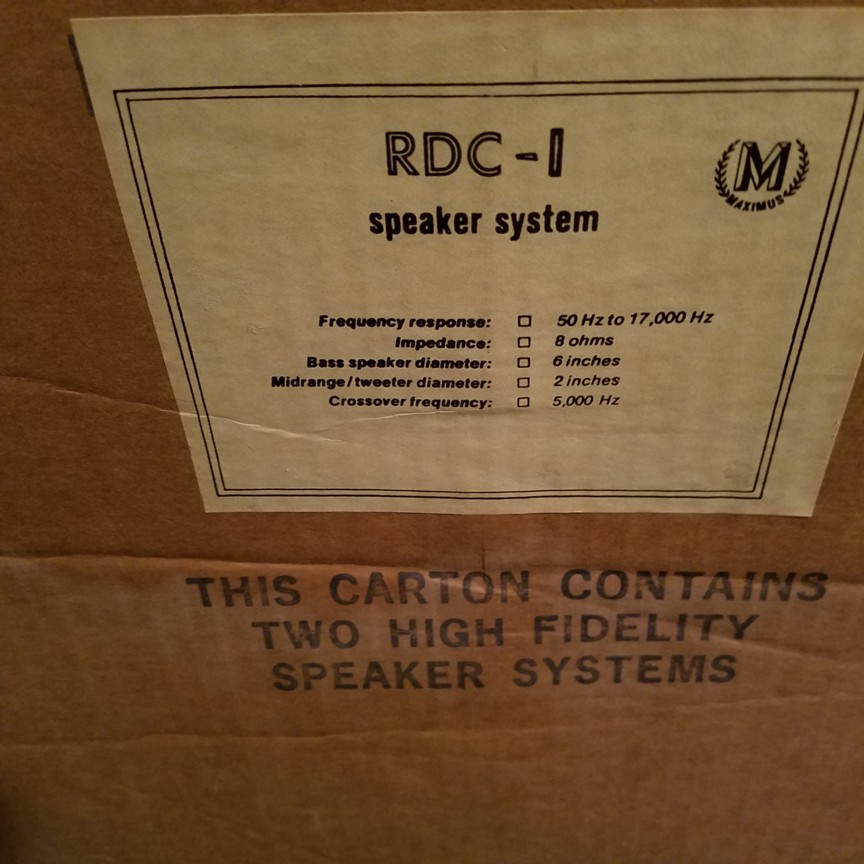 RDC-1
M
MAXIMUS
speaker system
Frequency response: □ 50 Hz to 17,000 Hz
Impedance: □ 8 ohms
Bass speaker diameter: □ 6 inches
Midrange/tweeter diameter: □ 2 inches
Crossover frequency: □ 5,000 Hz
THIS CARTON CONTAINS
TWO HIGH FIDELITY
SPEAKER SYSTEMS